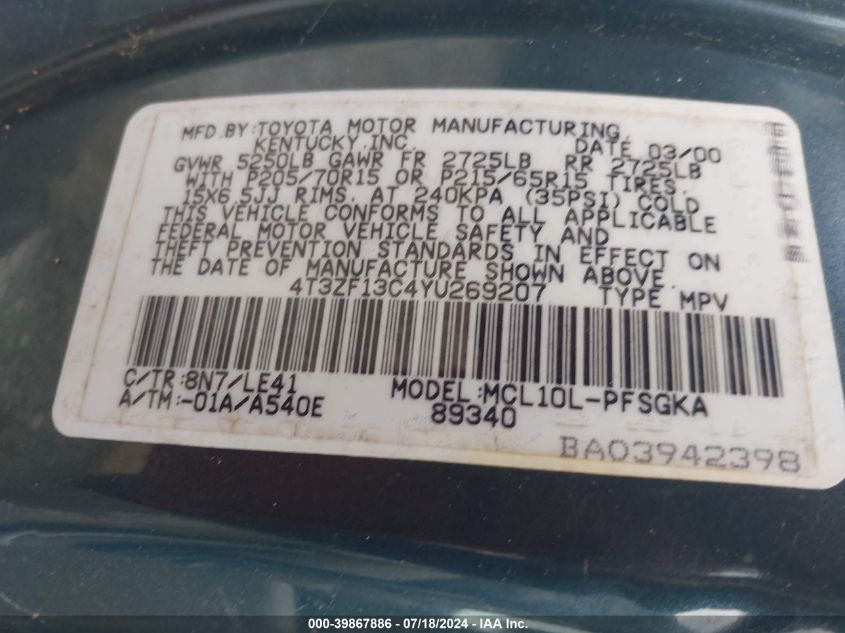 MFD.BY:TOYOTA MOTOR MANUFACTURING,
KENTUCKY,INC. DATE 03/00
GVWR 5250LB GAWR FR 2725LB RR 2725LB
WITH P205/70R15 OR P215/65R15 TIRES,
15X6.5JJ RIMS, AT 240KPA (35PSI) COLD
THIS VEHICLE CONFORMS TO ALL APPLICABLE
FEDERAL MOTOR VEHICLE SAFETY AND
THEFT PREVENTION STANDARDS IN EFFECT ON
THE DATE OF MANUFACTURE SHOWN ABOVE.
4T3ZF13C4YU269207 TYPE MPV
C/TR:8N7/LE41 MODEL:MCL10L-PFSGKA
A/TM:-01A/A540E 89340
BA03942398
000-39867886 / 07/18/2024 - IAA Inc.